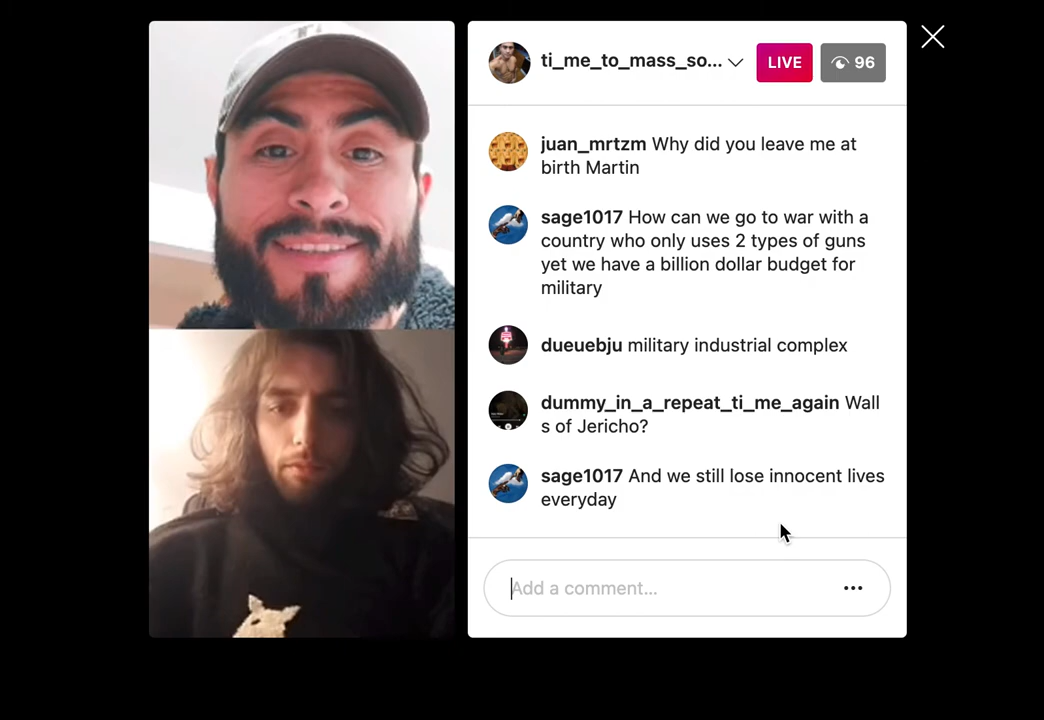 ti_me_to_mass_so...
LIVE
96
juan_mrtzm Why did you leave me at
birth Martin
sage1017 How can we go to war with a
country who only uses 2 types of guns
yet we have a billion dollar budget for
military
dueuebju military industrial complex
dummy_in_a_repeat_ti_me_again Wall
s of Jericho?
sage1017 And we still lose innocent lives
everyday
Add a comment...